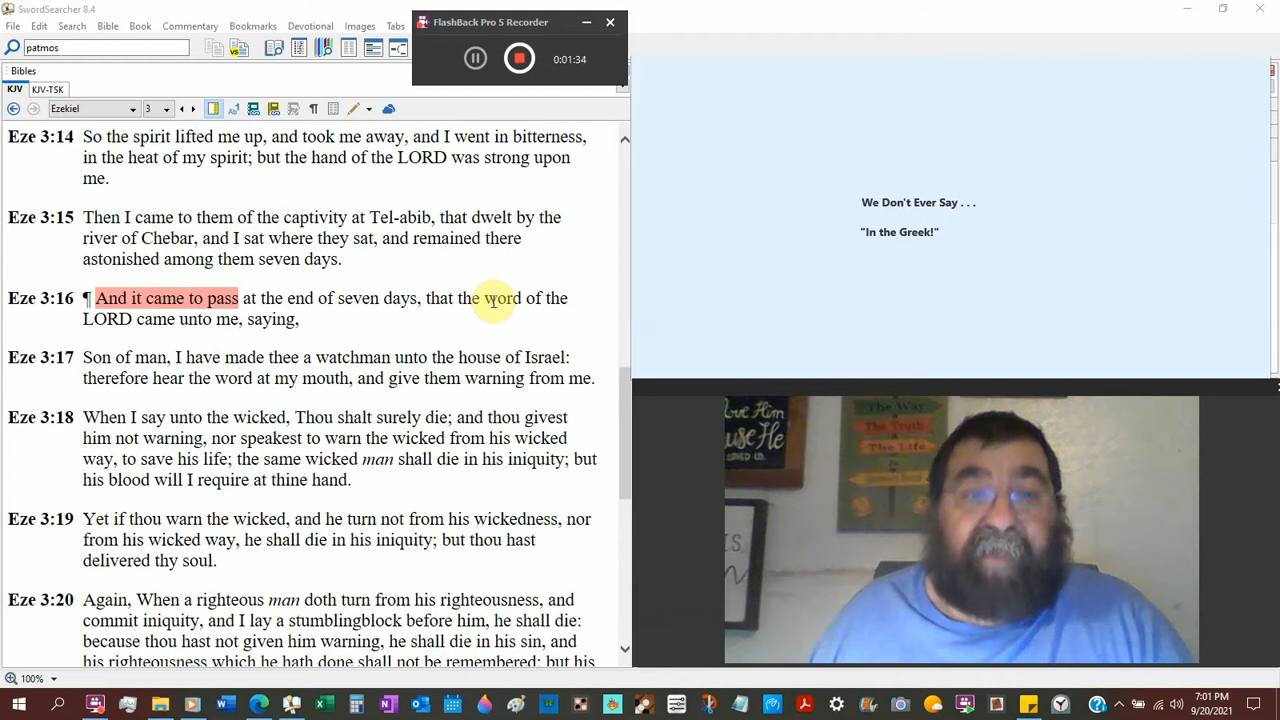 SwordSearcher 8.4
File Edit Search Bible Book Commentary Bookmarks Devotional Images Tabs
patmos
Bibles
KJV KJV-TSK
Ezekiel 3
FlashBack Pro 5 Recorder
0:01:34
Eze 3:14 So the spirit lifted me up, and took me away, and I went in bitterness,
in the heat of my spirit; but the hand of the LORD was strong upon
me.
Eze 3:15 Then I came to them of the captivity at Tel-abib, that dwelt by the
river of Chebar, and I sat where they sat, and remained there
astonished among them seven days.
Eze 3:16 ¶ And it came to pass at the end of seven days, that the word of the
LORD came unto me, saying,
Eze 3:17 Son of man, I have made thee a watchman unto the house of Israel:
therefore hear the word at my mouth, and give them warning from me.
Eze 3:18 When I say unto the wicked, Thou shalt surely die; and thou givest
him not warning, nor speakest to warn the wicked from his wicked
way, to save his life; the same wicked man shall die in his iniquity; but
his blood will I require at thine hand.
Eze 3:19 Yet if thou warn the wicked, and he turn not from his wickedness, nor
from his wicked way, he shall die in his iniquity; but thou hast
delivered thy soul.
Eze 3:20 Again, When a righteous man doth turn from his righteousness, and
commit iniquity, and I lay a stumblingblock before him, he shall die:
because thou hast not given him warning, he shall die in his sin, and
his righteousness which he hath done shall not be remembered; but his
100%
We Don't Ever Say . . .
"In the Greek!"
The Way
The Truth
The Life
7:01 PM
9/20/2021